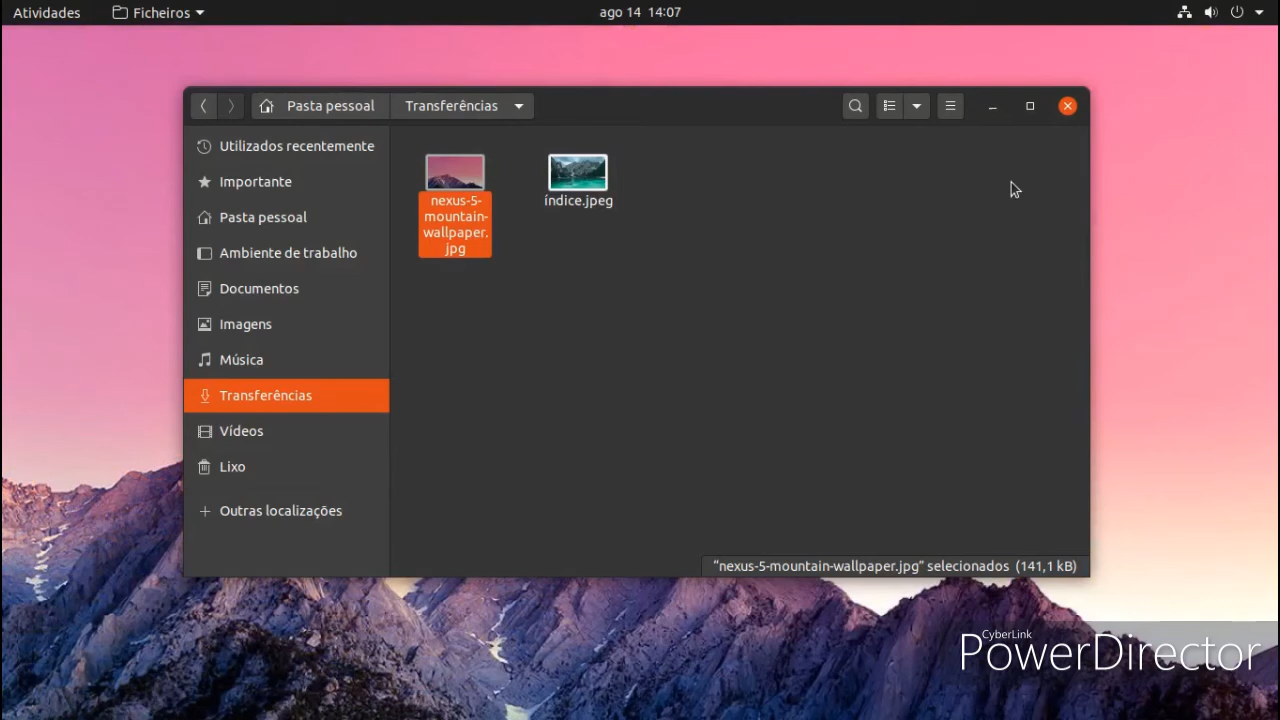 Atividades
Ficheiros
ago 14 14:07
Pasta pessoal
Transferências
Utilizados recentemente
Importante
Pasta pessoal
Ambiente de trabalho
Documentos
Imagens
Música
Transferências
Vídeos
Lixo
Outras localizações
nexus-5-
mountain-
wallpaper.
jpg
índice.jpeg
"nexus-5-mountain-wallpaper.jpg" selecionados (141,1 kB)
CyberLink
PowerDirector